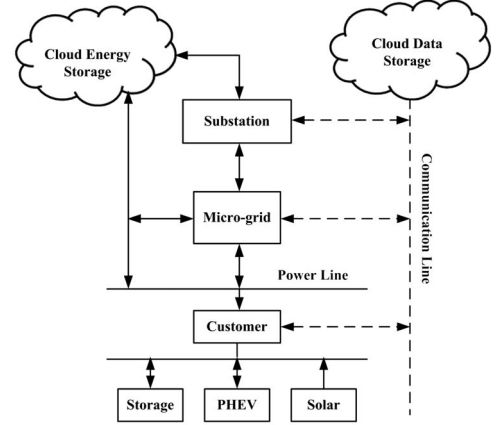 Cloud Energy
Storage
Cloud Data
Storage
Substation
Communication Line
Micro-grid
Power Line
Customer
Storage
PHEV
Solar